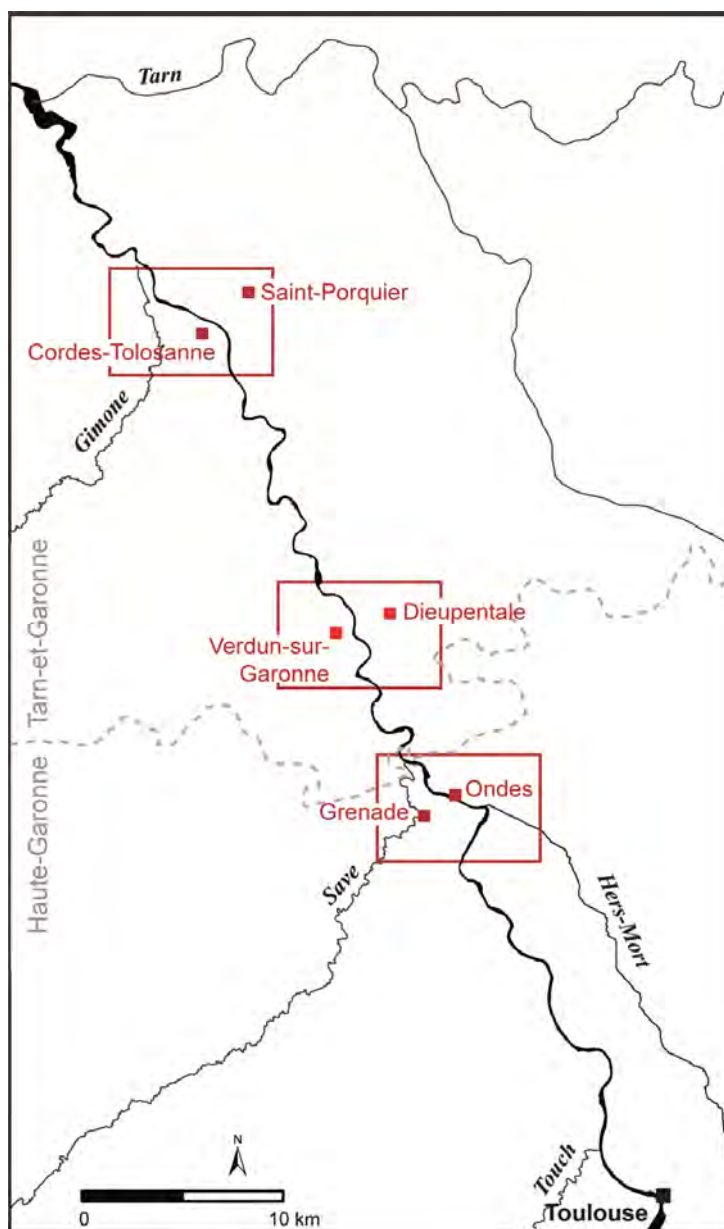 Tarn
Saint-Porquier
Cordes-Tolosanne
Gimone
Tarn-et-Garonne
Dieupentale
Verdun-sur-
Garonne
Haute-Garonne
Ondes
Grenade
Save
Hers-Mort
N
Touch
Toulouse
0 10 km